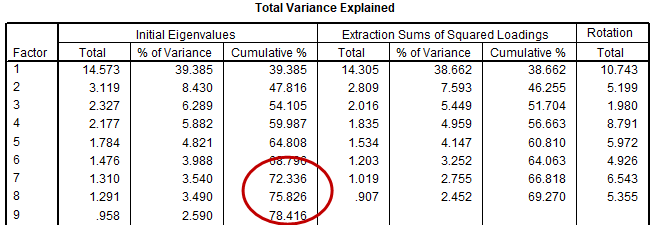 Total Variance Explained
Initial Eigenvalues Extraction Sums of Squared Loadings Rotation
Factor Total % of Variance Cumulative % Total % of Variance Cumulative % Total
1 14.573 39.385 39.385 14.305 38.662 38.662 10.743
2 3.119 8.430 47.816 2.809 7.593 46.255 5.199
3 2.327 6.289 54.105 2.016 5.449 51.704 1.980
4 2.177 5.882 59.987 1.835 4.959 56.663 8.791
5 1.784 4.821 64.808 1.534 4.147 60.810 5.972
6 1.476 3.988 68.796 1.203 3.252 64.063 4.926
7 1.310 3.540 72.336 1.019 2.755 66.818 6.543
8 1.291 3.490 75.826 .907 2.452 69.270 5.355
9 .958 2.590 78.416